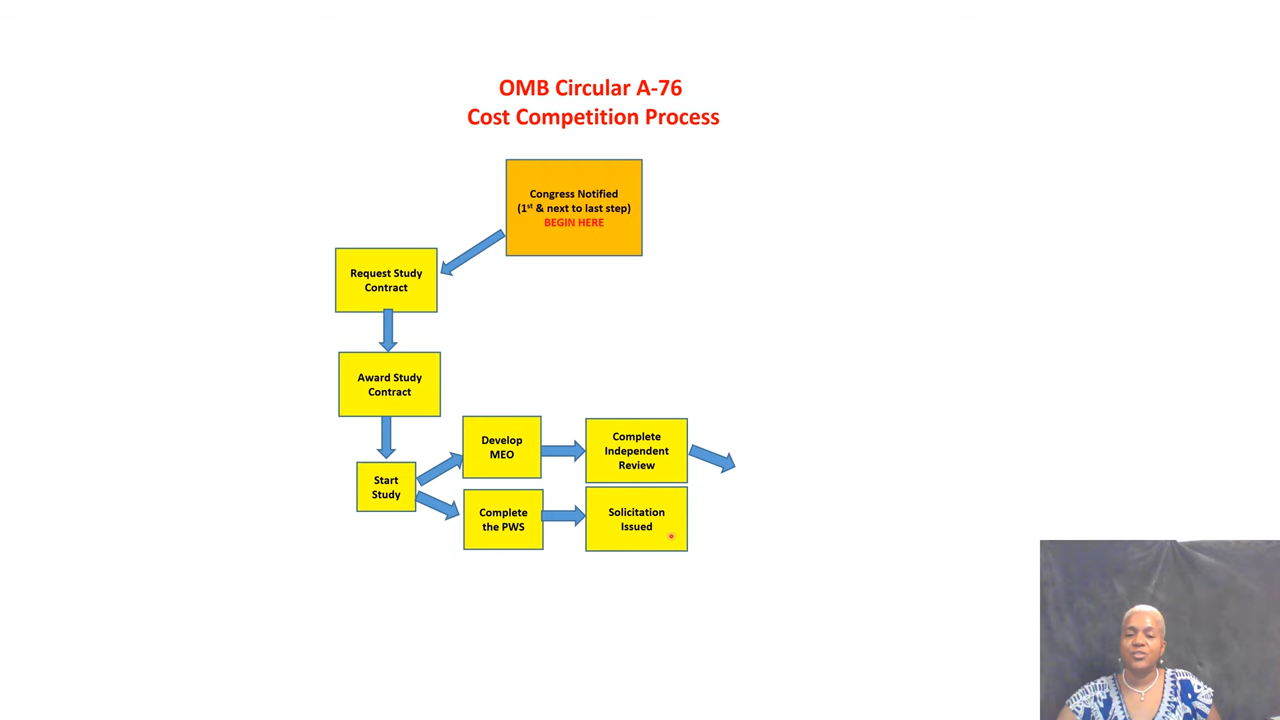 OMB Circular A-76
Cost Competition Process
Congress Notified
(1st & next to last step)
BEGIN HERE
Request Study
Contract
Award Study
Contract
Start
Study
Develop
MEO
Complete
Independent
Review
Complete
the PWS
Solicitation
Issued